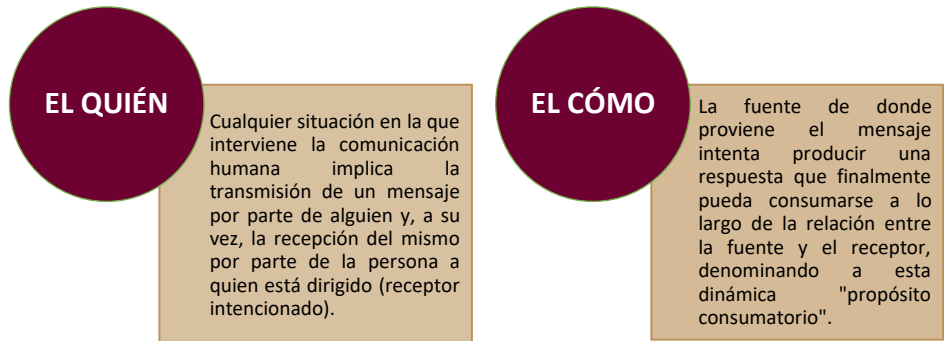 EL QUIÉN
Cualquier situación en la que
interviene la comunicación
humana implica la
transmisión de un mensaje
por parte de alguien y, a su
vez, la recepción del mismo
por parte de la persona a
quien está dirigido (receptor
intencionado).
EL CÓMO
La fuente de donde
proviene el mensaje
intenta producir una
respuesta que finalmente
pueda consumarse a lo
largo de la relación entre
la fuente y el receptor,
denominando a esta
dinámica "propósito
consumatorio".